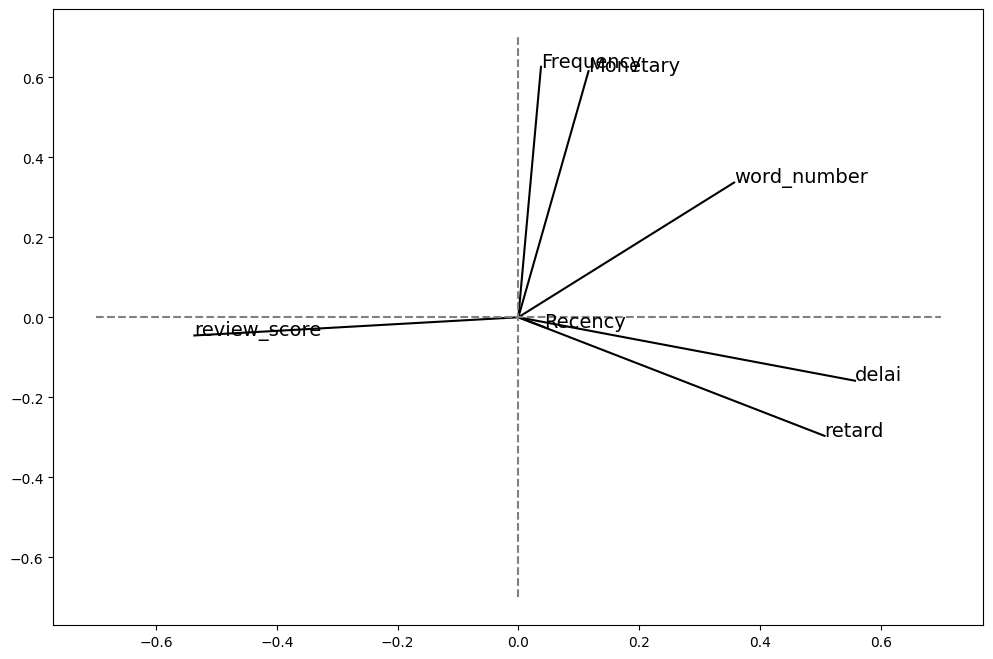 Frequency
Monetary
0.6
0.4
word_number
0.2
0.0
Recency
review_score
delai
−0.2
retard
−0.4
−0.6
−0.6 −0.4 −0.2 0.0 0.2 0.4 0.6